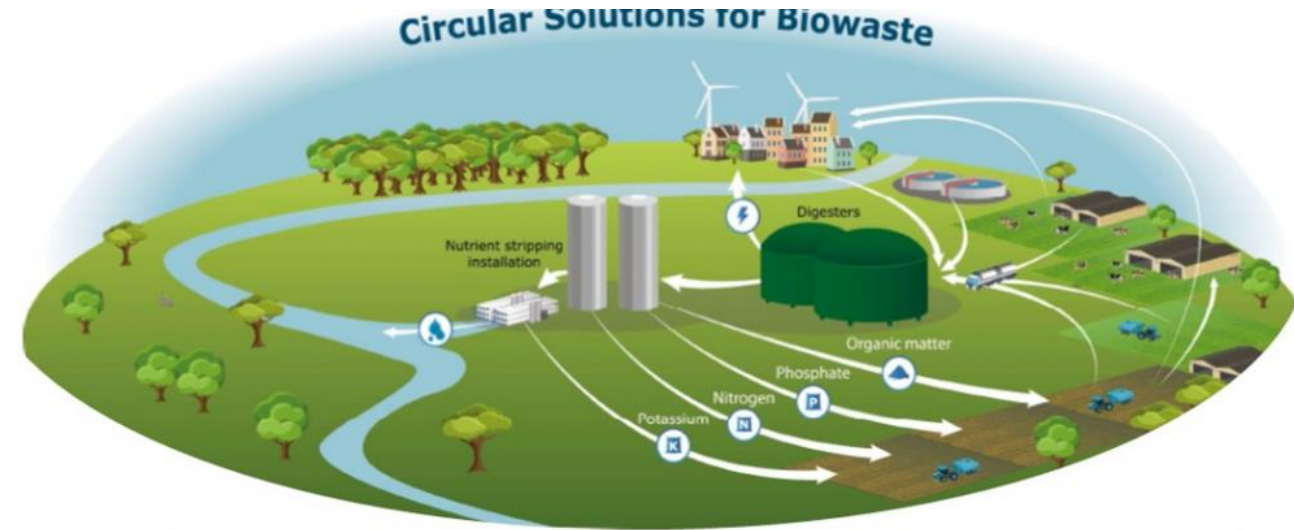 Circular Solutions for Biowaste
Digesters
Nutrient stripping
installation
Organic matter
Phosphate
P
Nitrogen
N
Potassium
K